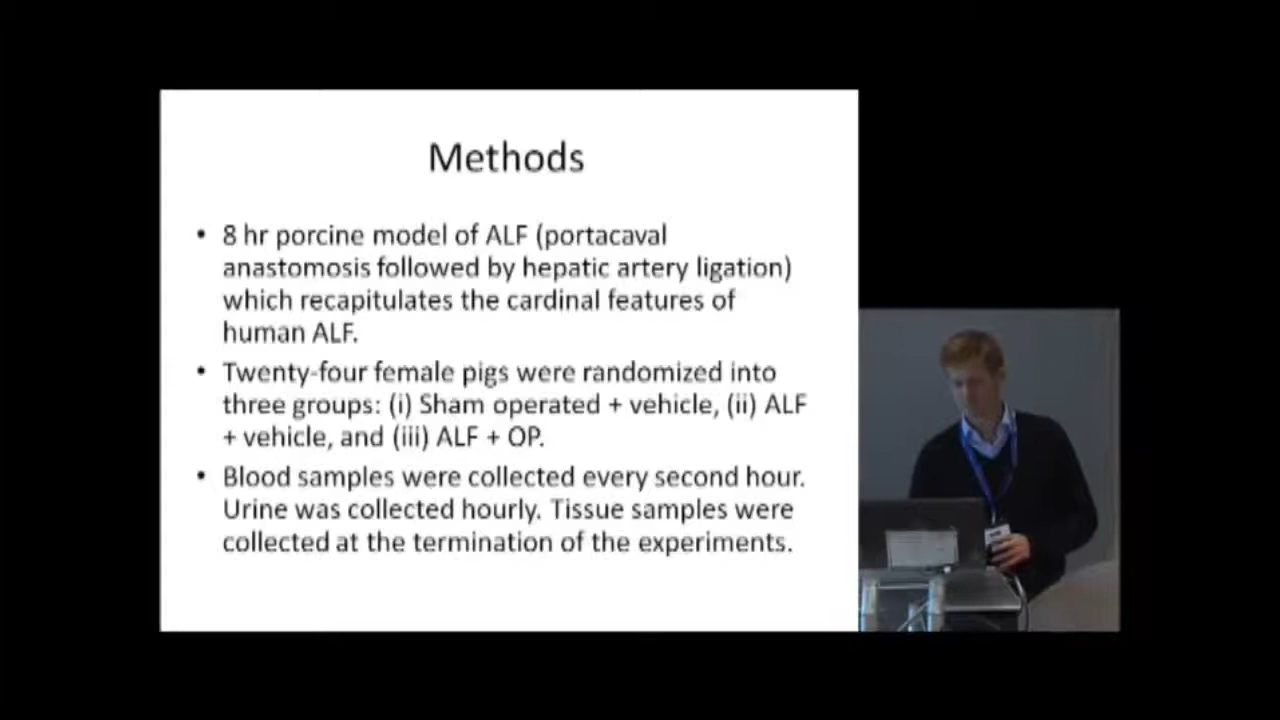 Methods
• 8 hr porcine model of ALF (portacaval
anastomosis followed by hepatic artery ligation)
which recapitulates the cardinal features of
human ALF.
• Twenty-four female pigs were randomized into
three groups: (i) Sham operated + vehicle, (ii) ALF
+ vehicle, and (iii) ALF + OP.
• Blood samples were collected every second hour.
Urine was collected hourly. Tissue samples were
collected at the termination of the experiments.